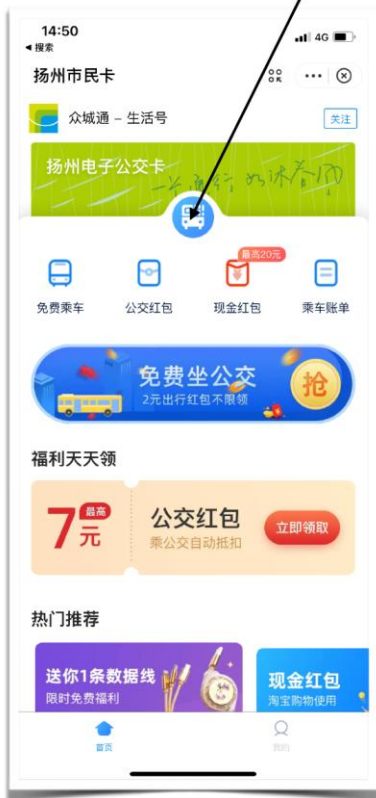 14:50
4G
◀搜索
扬州市民卡
众城通 – 生活号
关注
扬州电子公交卡
最高20元
免费乘车
公交红包
现金红包
乘车账单
免费坐公交
2元出行红包不限领
抢
福利天天领
7元
最高
公交红包
乘公交自动抵扣
立即领取
热门推荐
送你1条数据线
限时免费福利
现金红包
淘宝购物使用
首页
我的